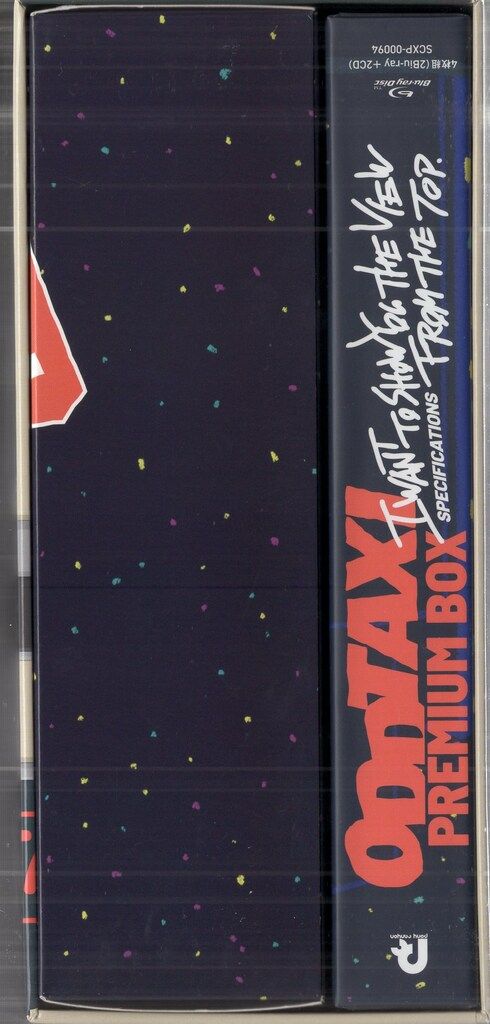 ODDTAXI
PREMIUM BOX
I WANT TO SHOW YOU THE VIEW
FROM THE TOP.
SPECIFICATIONS
Blu-ray Disc™
4枚組(2Blu-ray + 2CD)
SCXP-00094
pony canyon